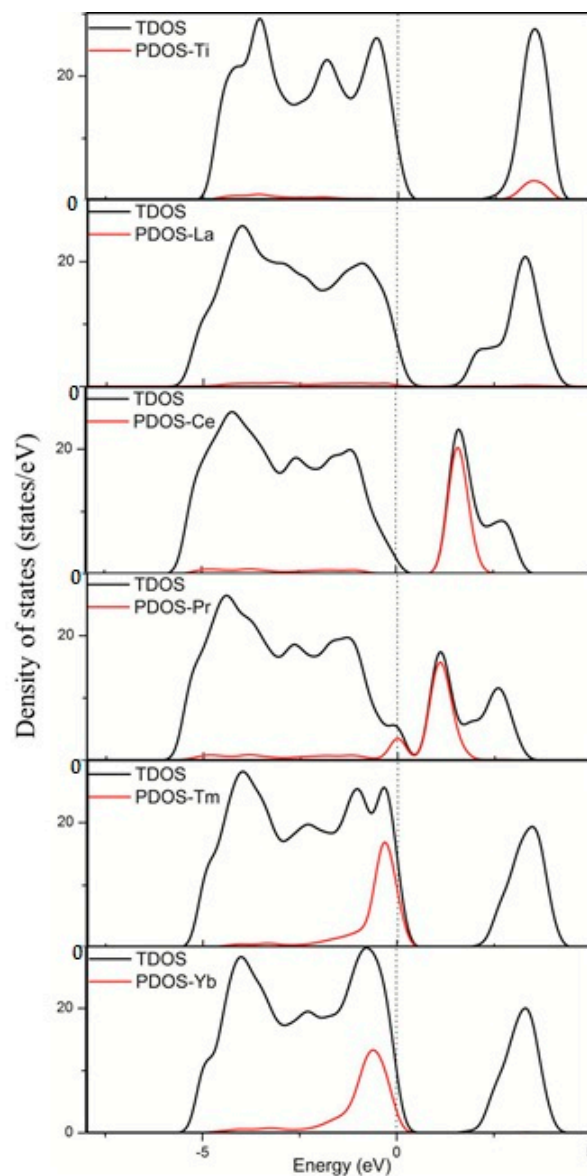 TDOS
PDOS-Ti
20
0
TDOS
PDOS-La
20
0
TDOS
PDOS-Ce
20
0
TDOS
PDOS-Pr
20
0
TDOS
PDOS-Tm
20
0
TDOS
PDOS-Yb
20
0
-5
0
Energy (eV)
Density of states (states/eV)